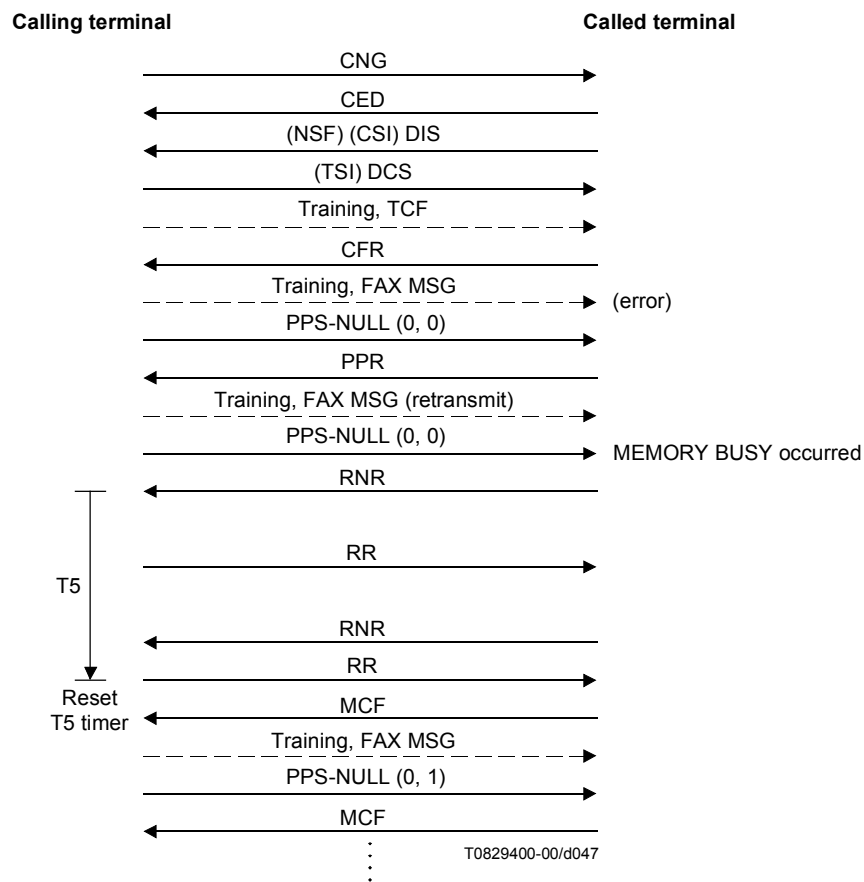 Calling terminal
Called terminal
CNG
CED
(NSF) (CSI) DIS
(TSI) DCS
Training, TCF
CFR
Training, FAX MSG
(error)
PPS-NULL (0, 0)
PPR
Training, FAX MSG (retransmit)
PPS-NULL (0, 0)
MEMORY BUSY occurred
RNR
RR
T5
RNR
RR
Reset
T5 timer
MCF
Training, FAX MSG
PPS-NULL (0, 1)
MCF
T0829400-00/d047